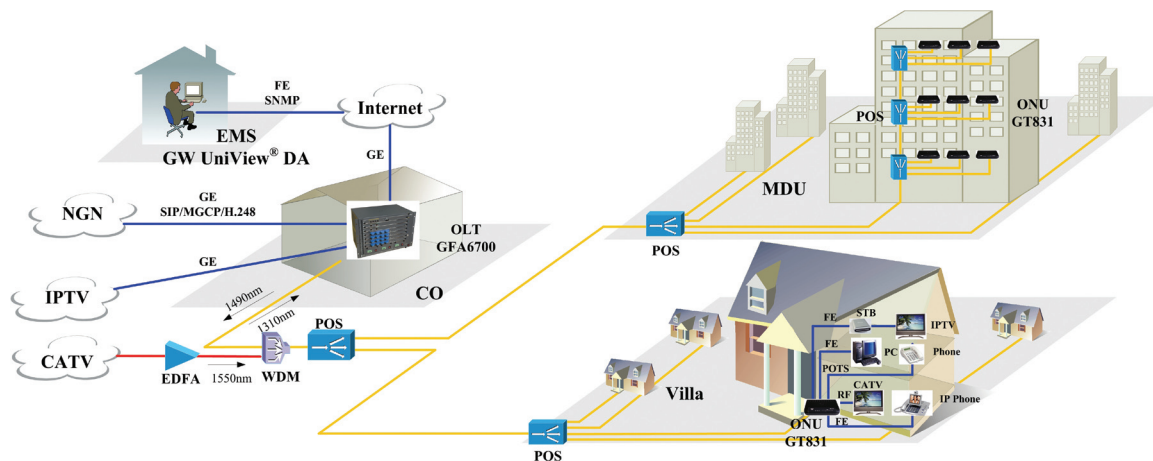 FE
SNMP
Internet
EMS
GW UniView® DA
GE
NGN
GE
SIP/MGCP/H.248
OLT
GFA6700
GE
IPTV
CO
1490nm
1310nm
POS
CATV
EDFA
1550nm
WDM
ONU
GT831
POS
MDU
POS
STB
FE
IPTV
FE
PC
Phone
POTS
Villa
CATV
RF
IP Phone
ONU
GT831
FE
POS